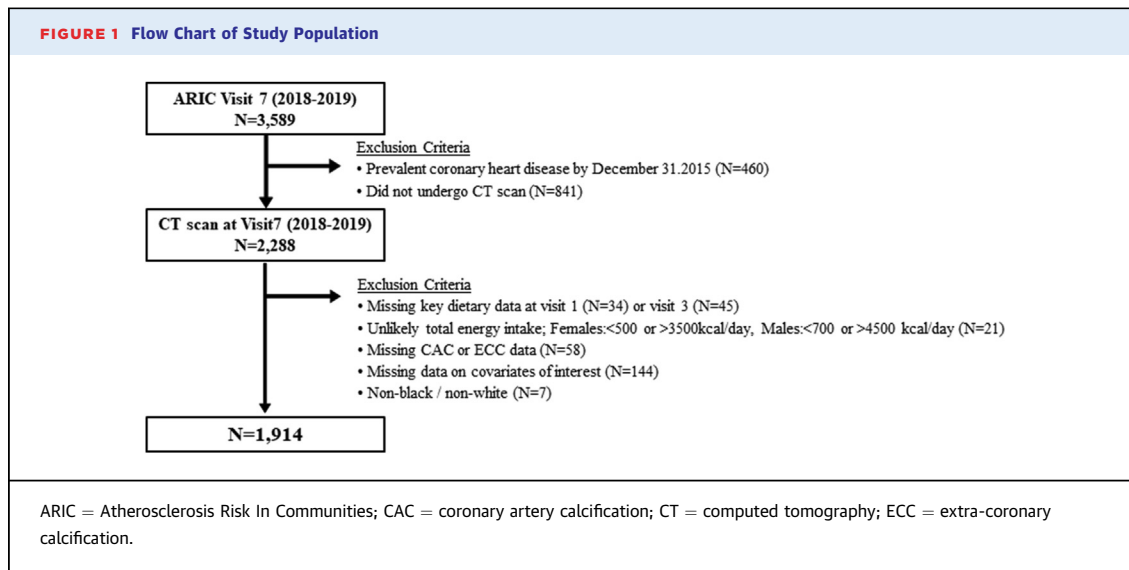 FIGURE 1 Flow Chart of Study Population
ARIC Visit 7 (2018-2019)
N=3,589
Exclusion Criteria
• Prevalent coronary heart disease by December 31.2015 (N=460)
• Did not undergo CT scan (N=841)
CT scan at Visit7 (2018-2019)
N=2,288
Exclusion Criteria
• Missing key dietary data at visit 1 (N=34) or visit 3 (N=45)
• Unlikely total energy intake; Females:<500 or >3500kcal/day, Males:<700 or >4500 kcal/day (N=21)
• Missing CAC or ECC data (N=58)
• Missing data on covariates of interest (N=144)
• Non-black / non-white (N=7)
N=1,914
ARIC = Atherosclerosis Risk In Communities; CAC = coronary artery calcification; CT = computed tomography; ECC = extra-coronary
calcification.